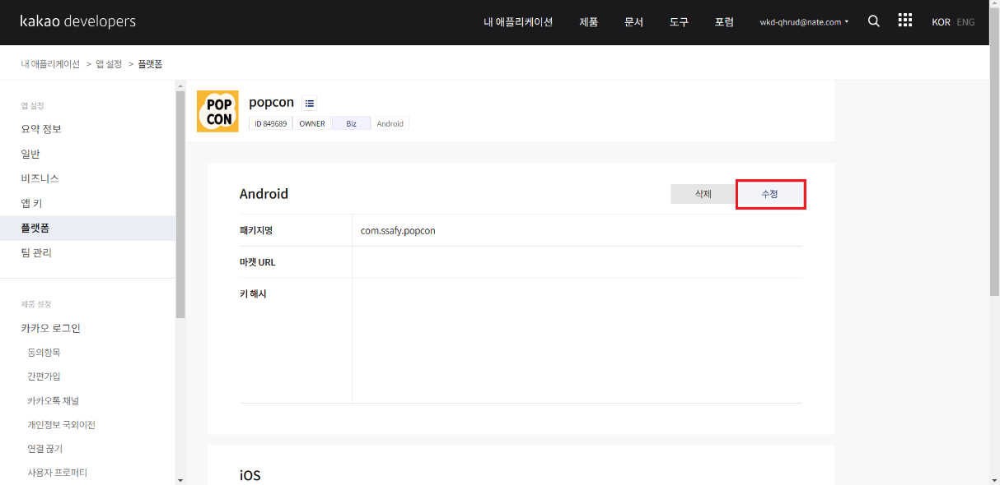 kakao developers 내 애플리케이션 제품 문서 도구 포럼 wkd-qhrud@nate.com KOR ENG
내 애플리케이션 > 앱 설정 > 플랫폼
앱 설정
요약 정보
일반
비즈니스
앱 키
플랫폼
팀 관리
제품 설정
카카오 로그인
동의항목
간편가입
카카오톡 채널
개인정보 국외이전
연결 끊기
사용자 프로퍼티
POP
CON
popcon
ID 849689 OWNER Biz Android
Android 삭제 수정
패키지명 com.ssafy.popcon
마켓 URL
키 해시
iOS